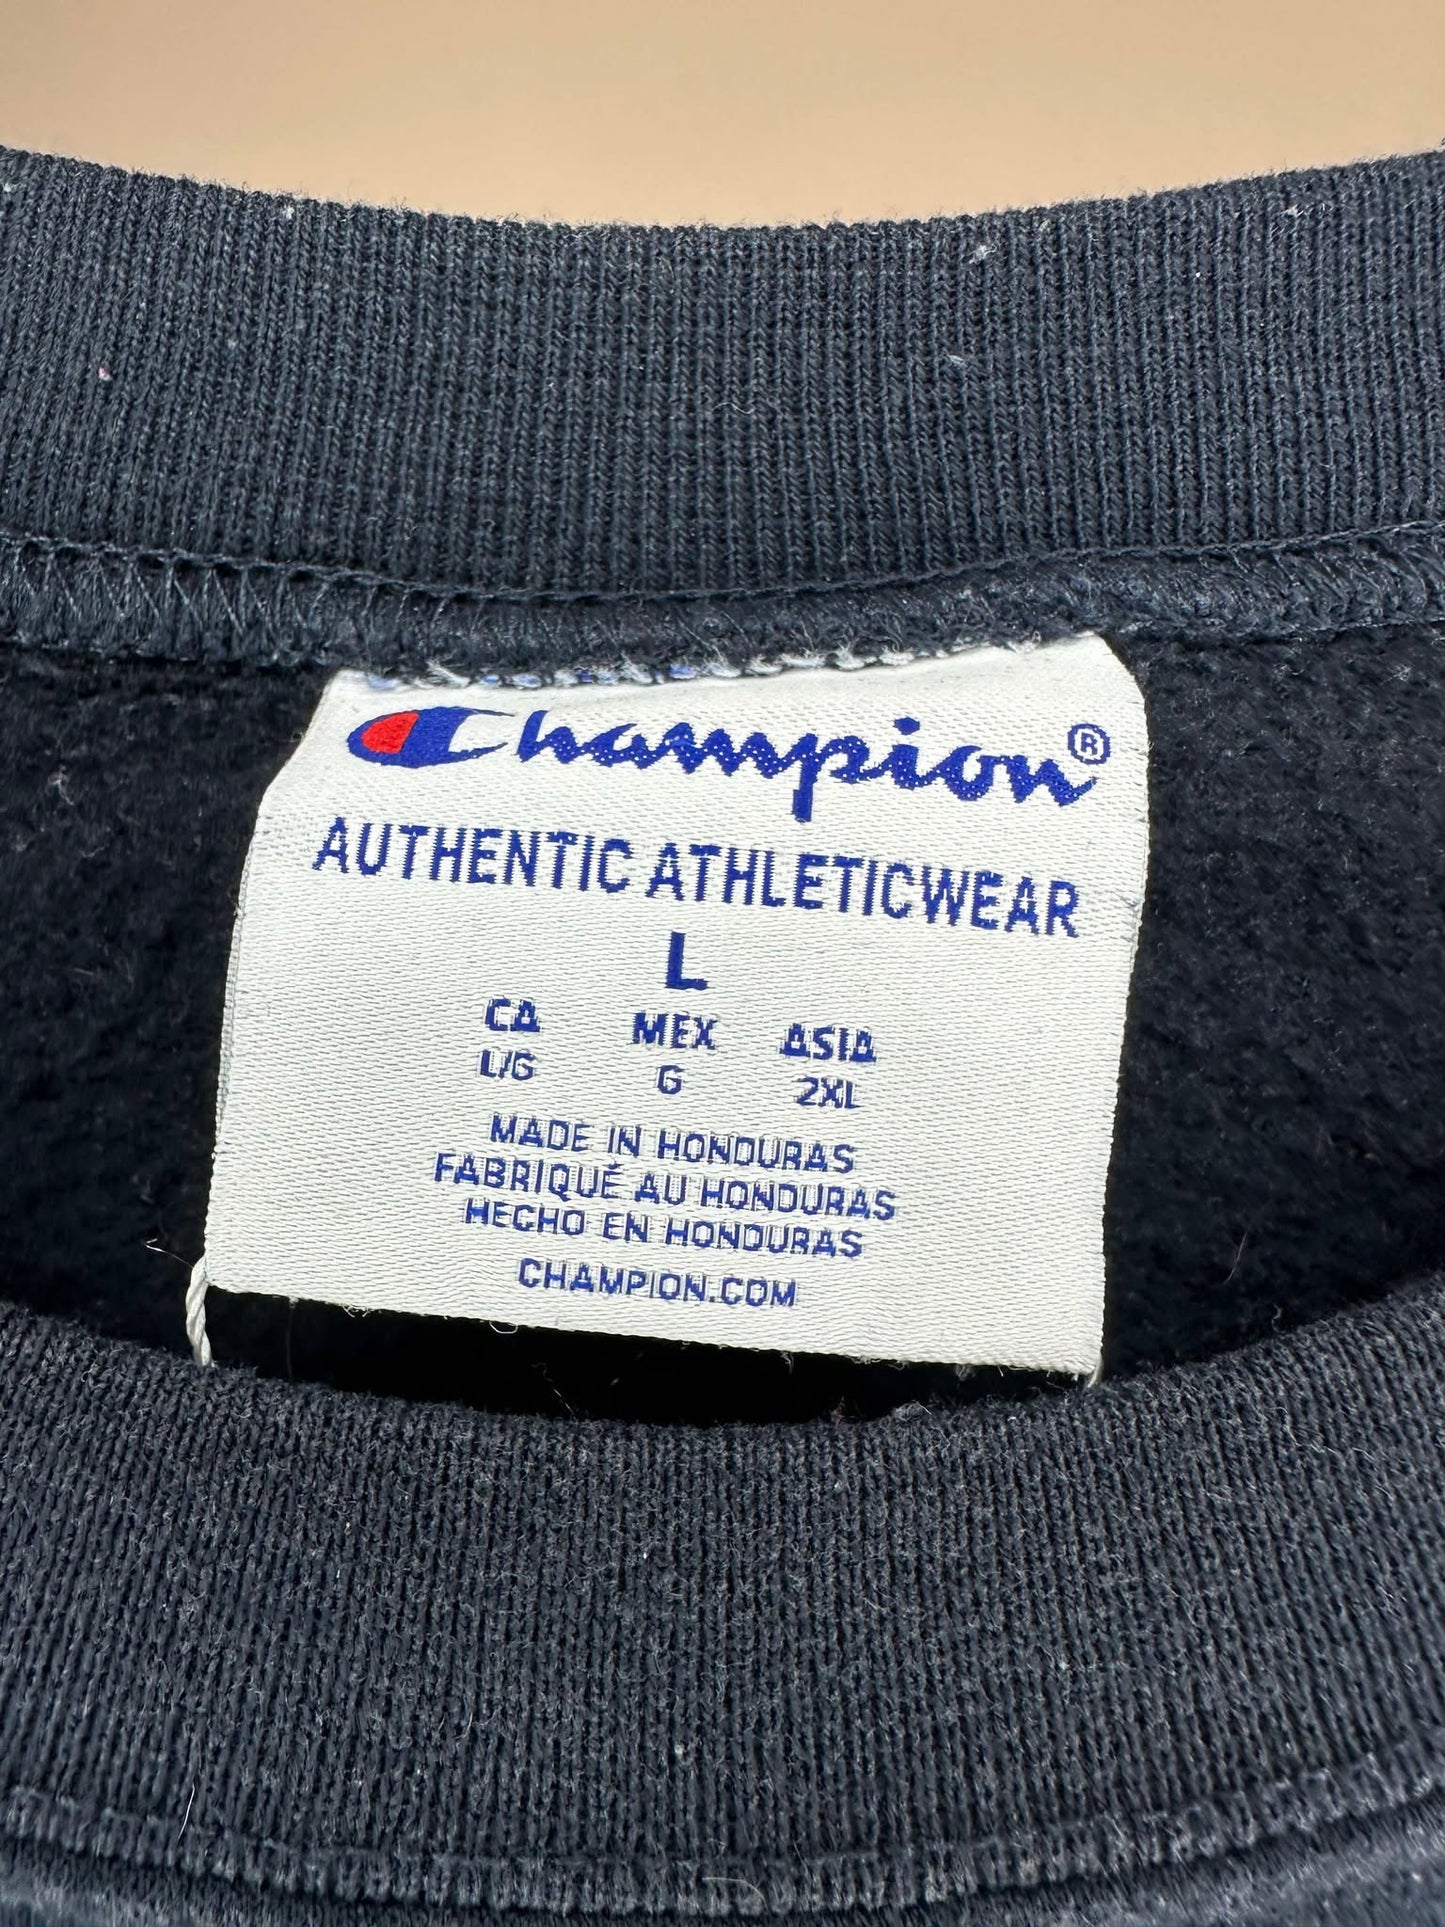 Champion®
AUTHENTIC ATHLETICWEAR
L
CA MEX ASIA
L/G G 2XL
MADE IN HONDURAS
FABRIQUÉ AU HONDURAS
HECHO EN HONDURAS
CHAMPION.COM